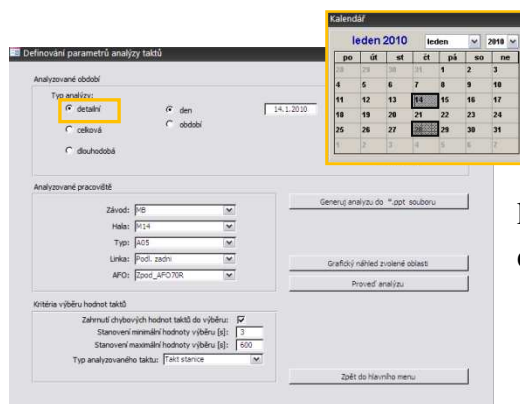 Kalendář
leden 2010 leden 2010
po út st čt pá so ne
28 29 30 31 1 2 3
4 5 6 7 8 9 10
11 12 13 14 15 16 17
18 19 20 21 22 23 24
25 26 27 28 29 30 31
1 2 3 4 5 6 7
Definování parametrů analýzy taktů
Analyzované období
Typ analýzy:
detailní den 14.1.2010
celková období
dlouhodobá
Analyzované pracoviště
Závod: MB
Hala: M14
Typ: A05
Linka: Podl. zadní
AFO: Zpod_AFO70R
Generuj analýzu do *.ppt souboru
Grafický náhled zvolené oblasti
Proveď analýzu
Kritéria výběru hodnot taktů
Zahrnutí chybových hodnot taktů do výběru:
Stanovení minimální hodnoty výběru [s]: 3
Stanovení maximální hodnoty výběru [s]: 600
Typ analyzovaného taktu: Takt stanice
Zpět do hlavního menu